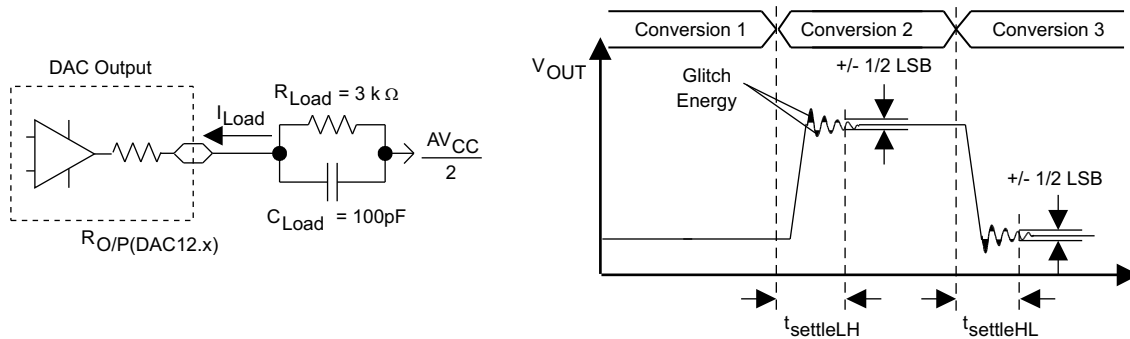 DAC Output
I_Load
R_Load = 3 k Ω
AV_CC
2
C_Load = 100pF
R_O/P(DAC12.x)
Conversion 1
Conversion 2
Conversion 3
V_OUT
Glitch
Energy
+/- 1/2 LSB
+/- 1/2 LSB
t_settleLH
t_settleHL